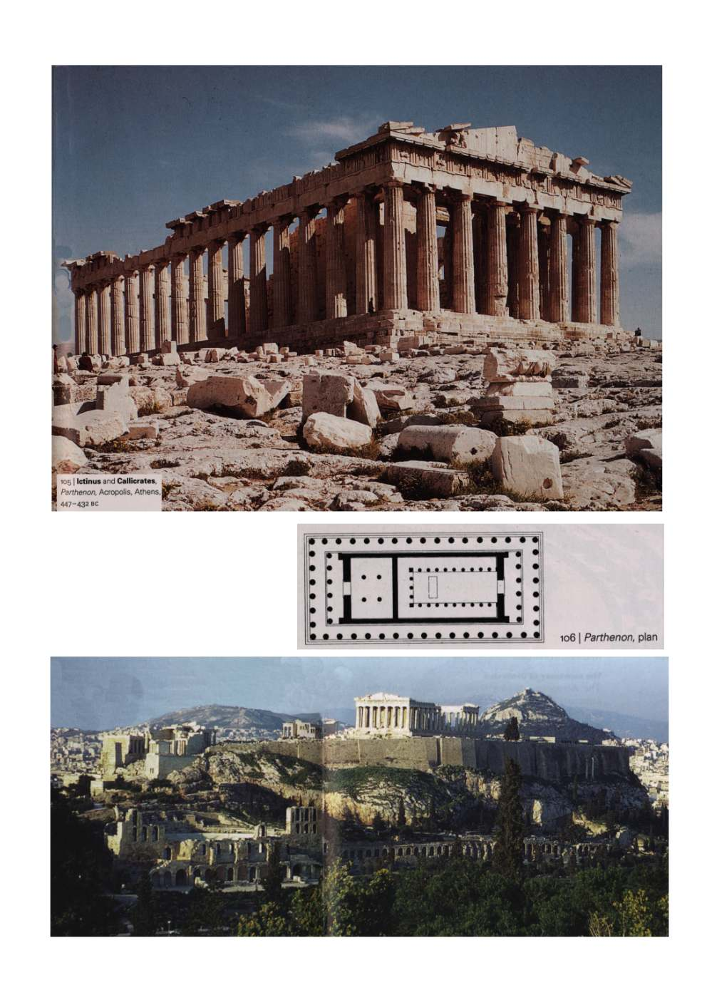 105 | Ictinus and Callicrates,
Parthenon, Acropolis, Athens,
447–432 BC
106 | Parthenon, plan